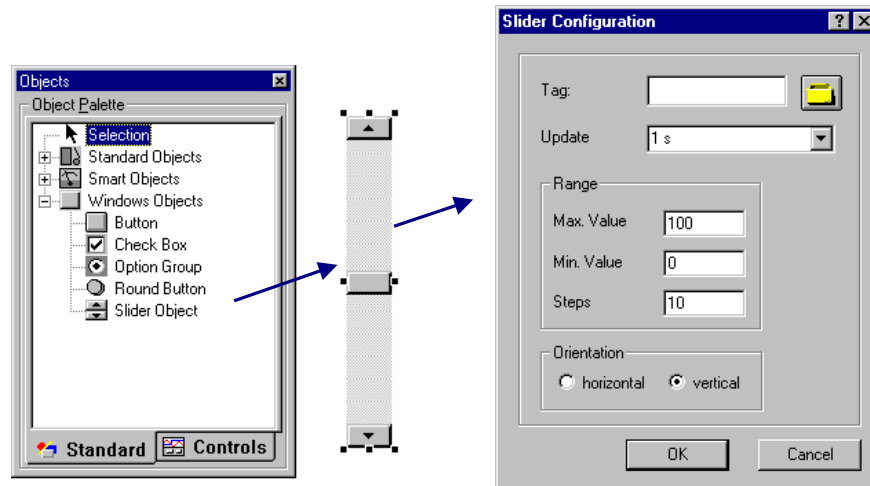 Objects
Object Palette
Selection
Standard Objects
Smart Objects
Windows Objects
Button
Check Box
Option Group
Round Button
Slider Object
Standard
Controls
Slider Configuration
Tag:
Update
1 s
Range
Max. Value
100
Min. Value
0
Steps
10
Orientation
horizontal
vertical
OK
Cancel